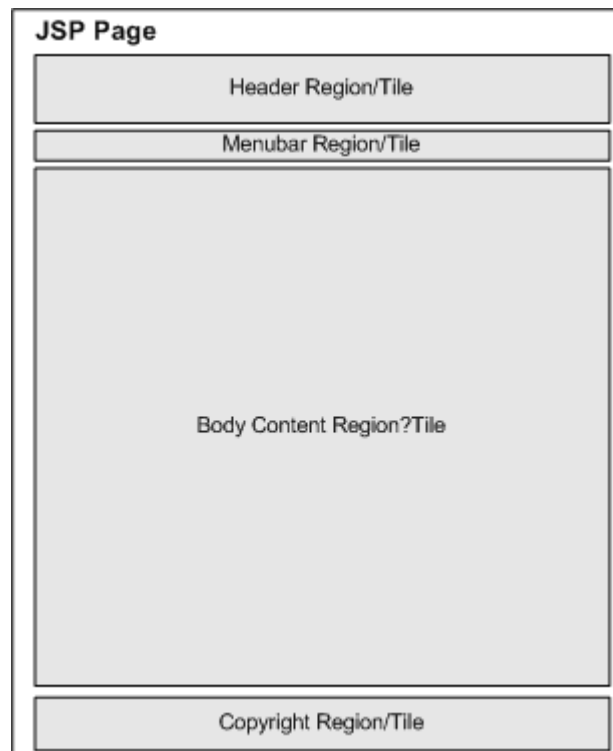 JSP Page
Header Region/Tile
Menubar Region/Tile
Body Content Region?Tile
Copyright Region/Tile